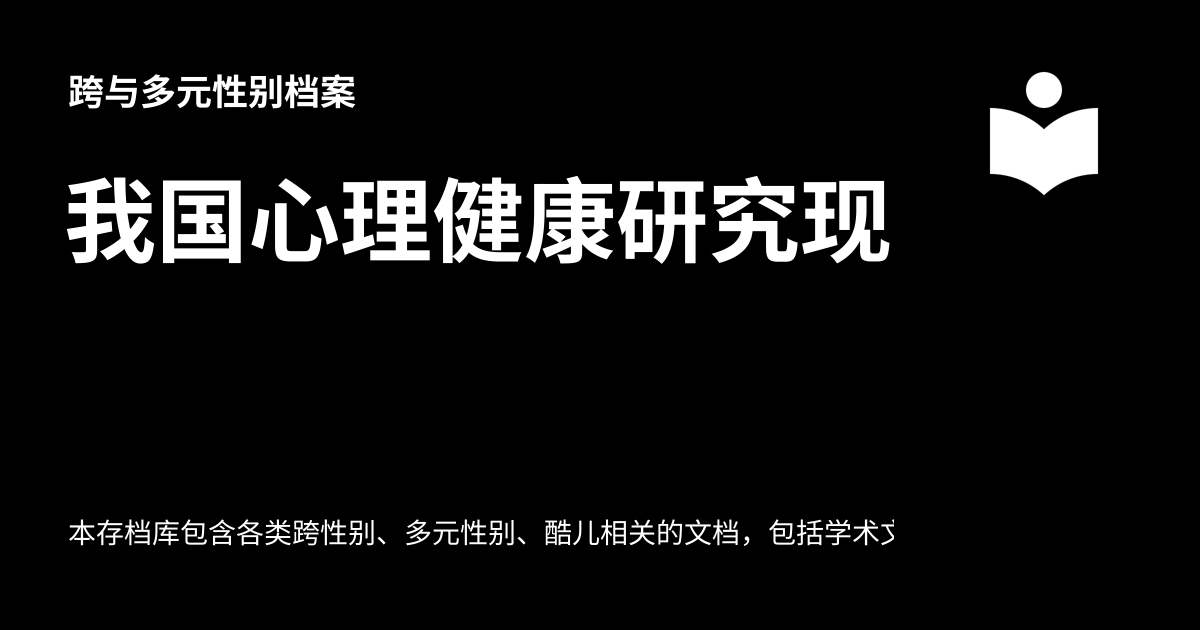 跨与多元性别档案
我国心理健康研究现
本存档库包含各类跨性别、多元性别、酷儿相关的文档，包括学术